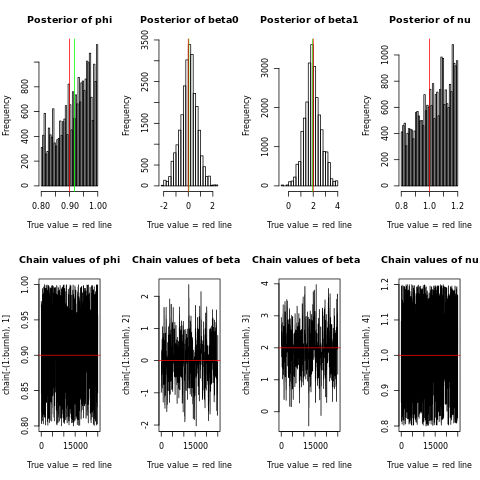 Posterior of phi
Posterior of beta0
Posterior of beta1
Posterior of nu
Frequency
0 200 400 600 800
0.80 0.90 1.00
True value = red line
Frequency
0 500 1500 2500 3500
-2 0 2
True value = red line
Frequency
0 1000 2000 3000
0 2 4
True value = red line
Frequency
0 200 400 600 800 1000
0.8 1.0 1.2
True value = red line
Chain values of phi
Chain values of beta
Chain values of beta
Chain values of nu
chain[-(1:burnIn), 1]
0.80 0.85 0.90 0.95 1.00
0 15000
True value = red line
chain[-(1:burnIn), 2]
-2 -1 0 1 2
0 15000
True value = red line
chain[-(1:burnIn), 3]
0 1 2 3 4
0 15000
True value = red line
chain[-(1:burnIn), 4]
0.8 0.9 1.0 1.1 1.2
0 15000
True value = red line